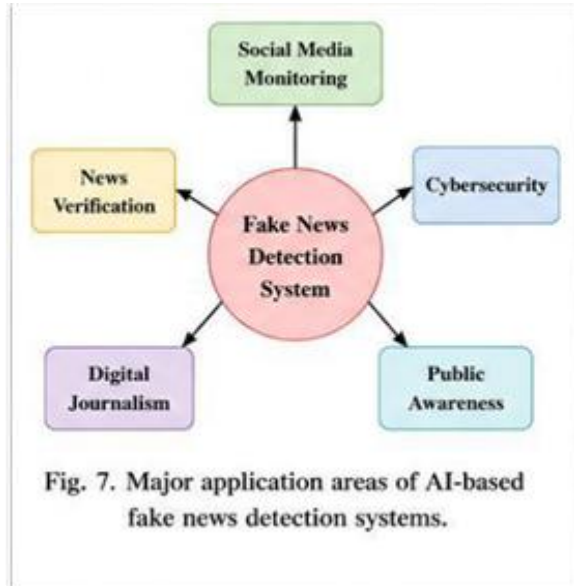 Social Media
Monitoring
News
Verification
Cybersecurity
Fake News
Detection
System
Digital
Journalism
Public
Awareness
Fig. 7. Major application areas of AI-based
fake news detection systems.